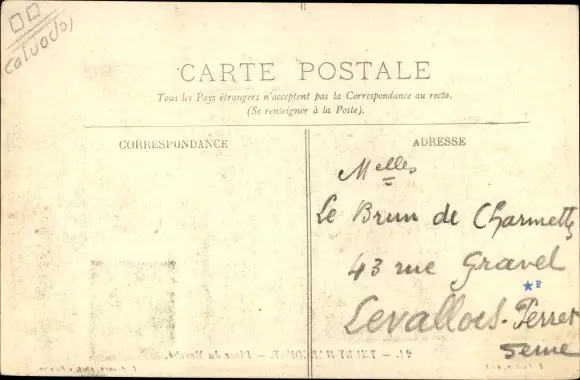 Calvados
CARTE POSTALE
Tous les Pays étrangers n'acceptent pas la Correspondance au recto.
(Se renseigner à la Poste).
CORRESPONDANCE
ADRESSE
Melles
Le Brun de Charmetts
43 rue Gravel
Levallois-Perret
Seine